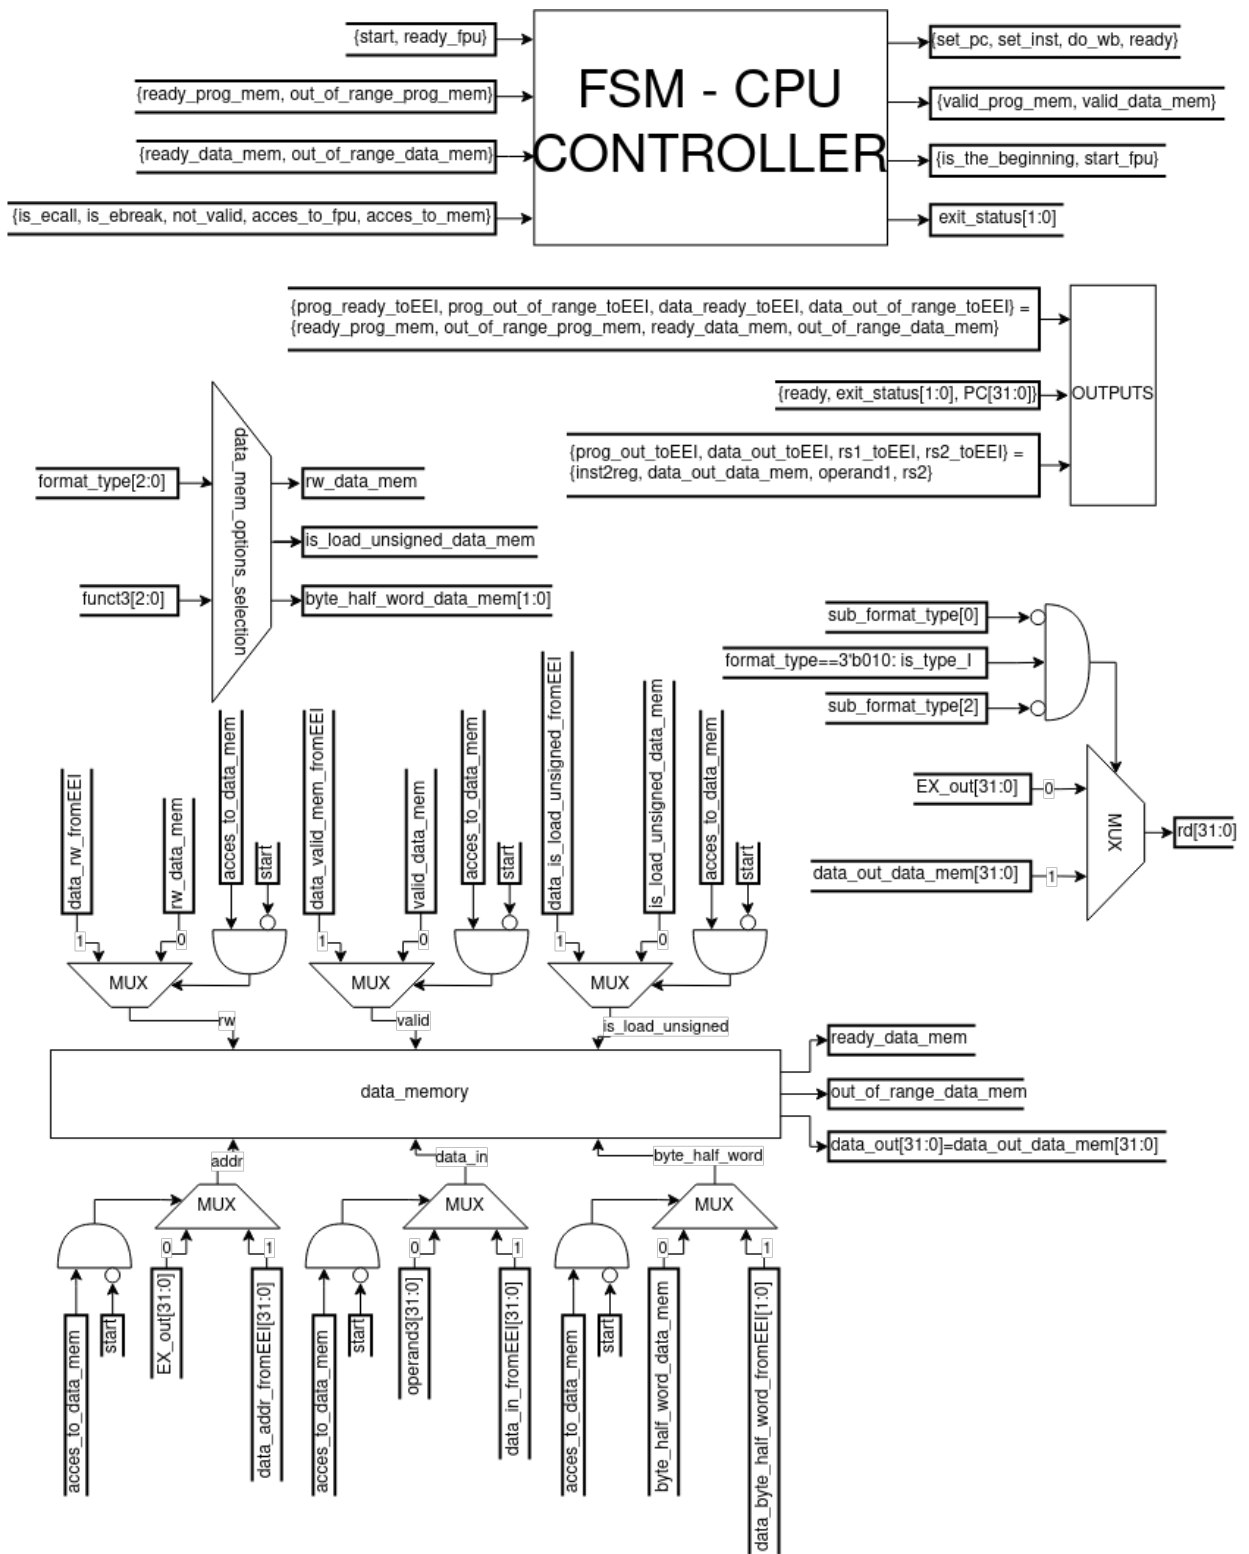 {start, ready_fpu}
{ready_prog_mem, out_of_range_prog_mem}
{ready_data_mem, out_of_range_data_mem}
{is_ecall, is_ebreak, not_valid, acces_to_fpu, acces_to_mem}
FSM - CPU
CONTROLLER
{set_pc, set_inst, do_wb, ready}
{valid_prog_mem, valid_data_mem}
{is_the_beginning, start_fpu}
exit_status[1:0]
{prog_ready_toEEI, prog_out_of_range_toEEI, data_ready_toEEI, data_out_of_range_toEEI} =
{ready_prog_mem, out_of_range_prog_mem, ready_data_mem, out_of_range_data_mem}
{ready, exit_status[1:0], PC[31:0]}
{prog_out_toEEI, data_out_toEEI, rs1_toEEI, rs2_toEEI} =
{inst2reg, data_out_data_mem, operand1, rs2}
OUTPUTS
format_type[2:0]
funct3[2:0]
data_mem_options_selection
rw_data_mem
is_load_unsigned_data_mem
byte_half_word_data_mem[1:0]
sub_format_type[0]
format_type==3'b010: is_type_I
sub_format_type[2]
EX_out[31:0]
0
data_out_data_mem[31:0]
1
MUX
rd[31:0]
data_rw_fromEEI
rw_data_mem
acces_to_data_mem
start
1
0
MUX
rw
data_valid_mem_fromEEI
valid_data_mem
acces_to_data_mem
start
1
0
MUX
valid
data_is_load_unsigned_fromEEI
is_load_unsigned_data_mem
acces_to_data_mem
start
1
0
MUX
is_load_unsigned
data_memory
ready_data_mem
out_of_range_data_mem
data_out[31:0]=data_out_data_mem[31:0]
addr
MUX
0
1
acces_to_data_mem
start
EX_out[31:0]
data_addr_fromEEI[31:0]
data_in
MUX
0
1
acces_to_data_mem
start
operand3[31:0]
data_in_fromEEI[31:0]
byte_half_word
MUX
0
1
acces_to_data_mem
start
byte_half_word_data_mem
data_byte_half_word_fromEEI[1:0]